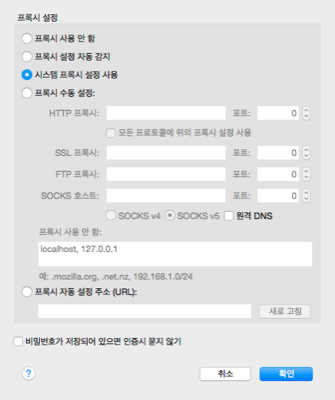 프록시 설정
프록시 사용 안 함
프록시 설정 자동 감지
시스템 프록시 설정 사용
프록시 수동 설정:
HTTP 프록시: 포트: 0
모든 프로토콜에 위의 프록시 설정 사용
SSL 프록시: 포트: 0
FTP 프록시: 포트: 0
SOCKS 호스트: 포트: 0
SOCKS v4 SOCKS v5 원격 DNS
프록시 사용 안 함:
localhost, 127.0.0.1
예: .mozilla.org, .net.nz, 192.168.1.0/24
프록시 자동 설정 주소 (URL):
새로 고침
비밀번호가 저장되어 있으면 인증시 묻지 않기
? 취소 확인